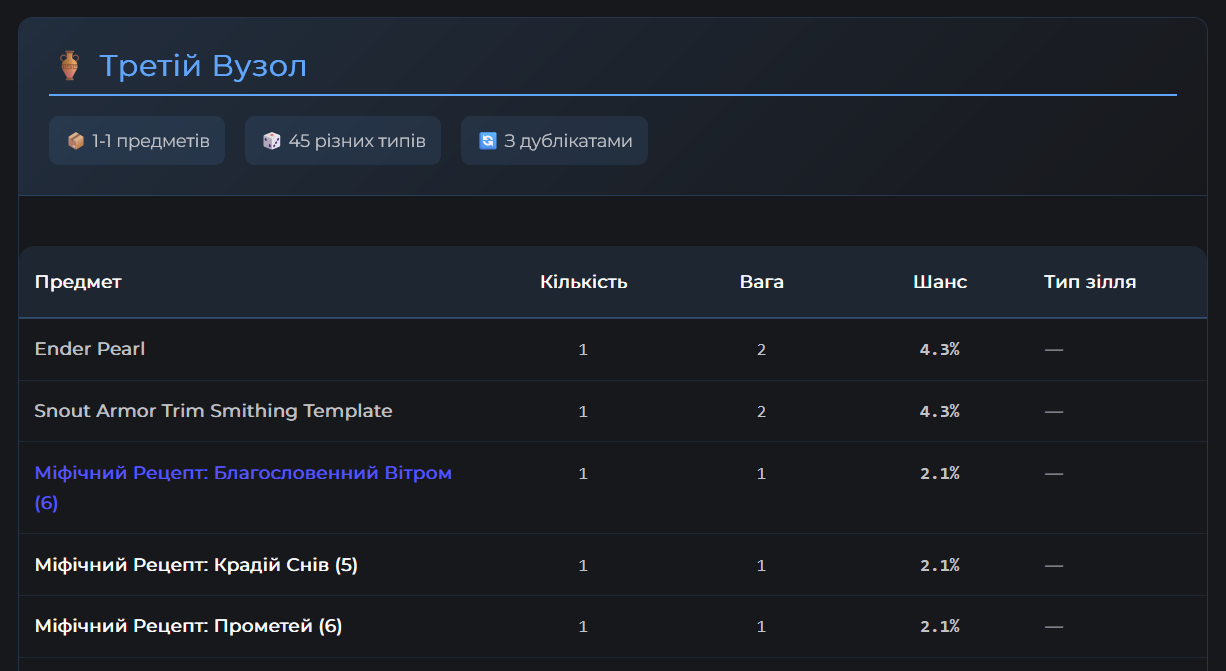 Третій Вузол
1-1 предметів 45 різних типів З дублікатами
Предмет Кількість Вага Шанс Тип зілля
Ender Pearl 1 2 4.3% —
Snout Armor Trim Smithing Template 1 2 4.3% —
Міфічний Рецепт: Благословенний Вітром 1 1 2.1% —
(6)
Міфічний Рецепт: Крадій Снів (5) 1 1 2.1% —
Міфічний Рецепт: Прометей (6) 1 1 2.1% —